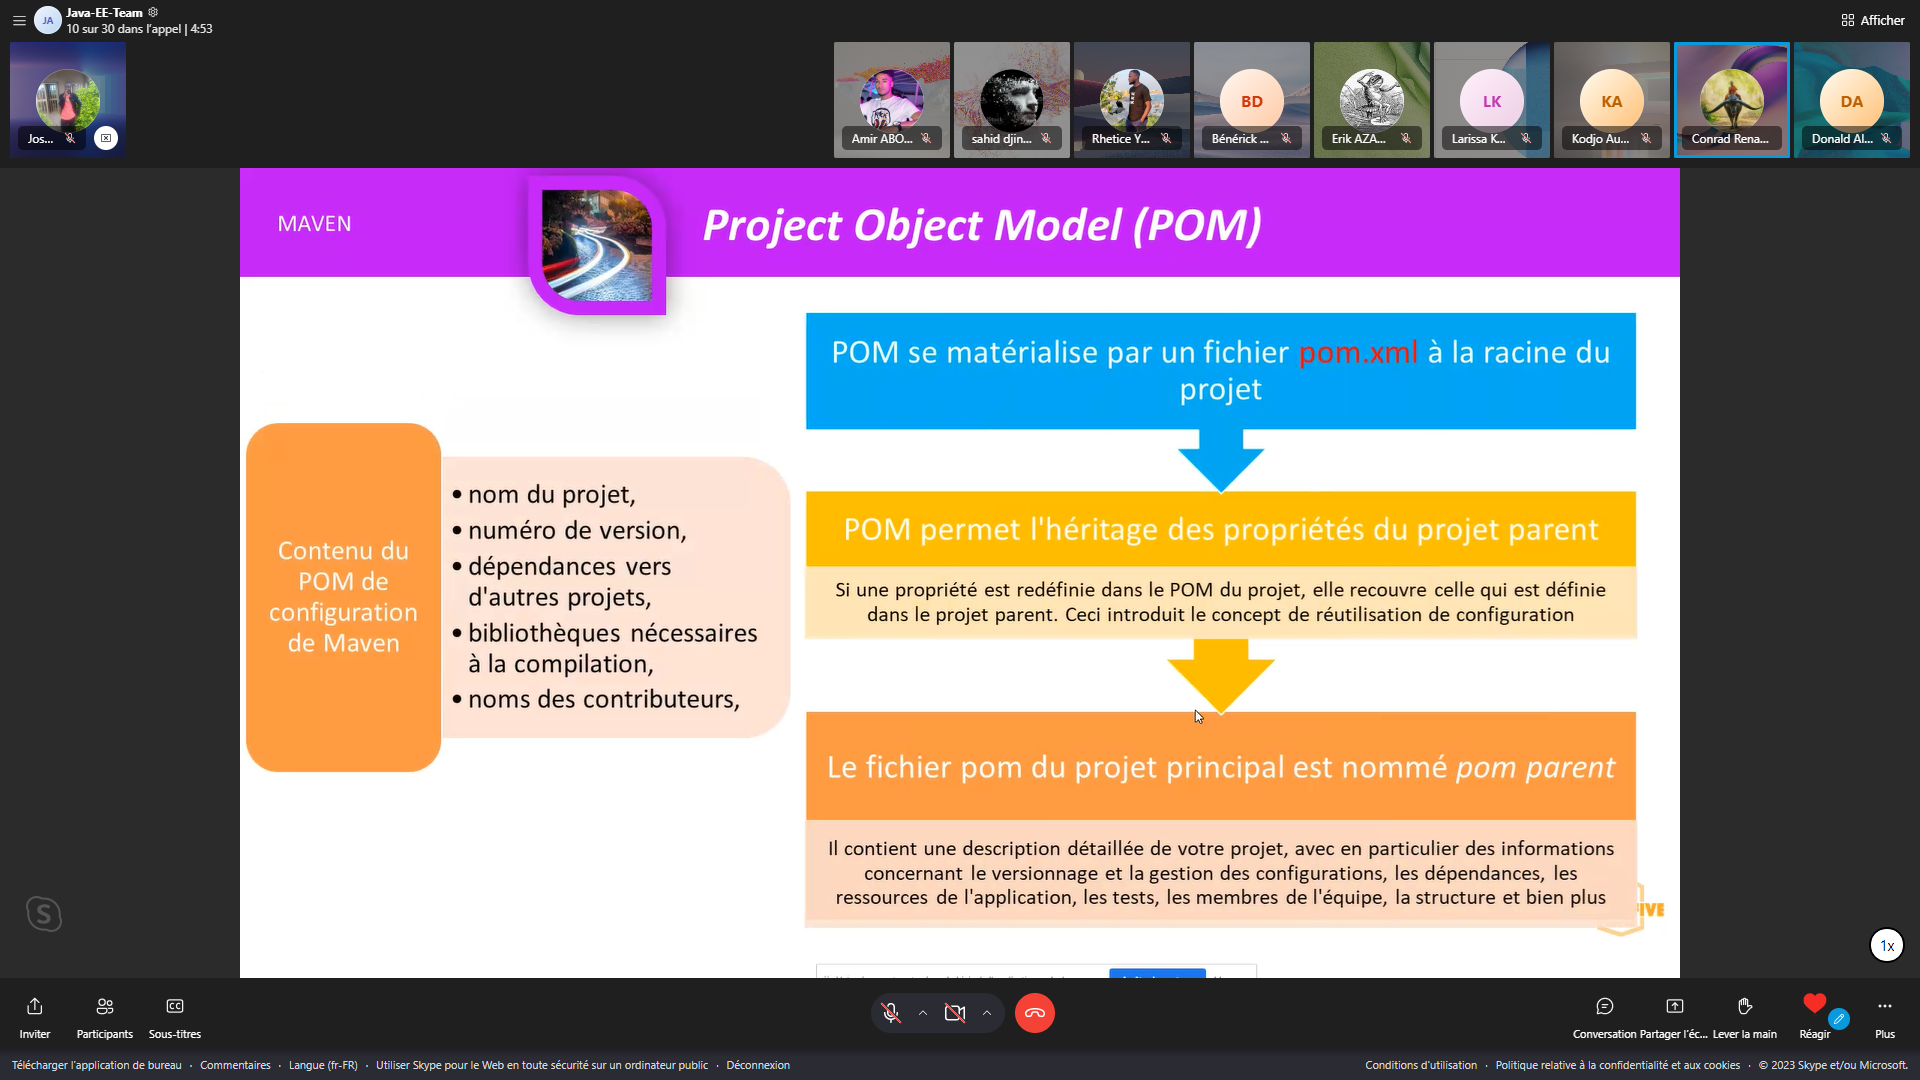 Java-EE-Team
10 sur 30 dans l'appel | 4:53
Afficher
Jos...
Amir ABO...
sahid djin...
Rhetice Y...
Bénérick ...
Erik AZA...
Larissa K...
Kodjo Au...
Conrad Rena...
Donald Al...
JA
BD
LK
KA
DA
MAVEN
Project Object Model (POM)
POM se matérialise par un fichier pom.xml à la racine du
projet
Contenu du
POM de
configuration
de Maven
• nom du projet,
• numéro de version,
• dépendances vers
d'autres projets,
• bibliothèques nécessaires
à la compilation,
• noms des contributeurs,
POM permet l'héritage des propriétés du projet parent
Si une propriété est redéfinie dans le POM du projet, elle recouvre celle qui est définie
dans le projet parent. Ceci introduit le concept de réutilisation de configuration
Le fichier pom du projet principal est nommé pom parent
Il contient une description détaillée de votre projet, avec en particulier des informations
concernant le versionnage et la gestion des configurations, les dépendances, les
ressources de l'application, les tests, les membres de l'équipe, la structure et bien plus
1x
Inviter
Participants
Sous-titres
Conversation
Partager l'éc...
Lever la main
Réagir
Plus
Télécharger l'application de bureau · Commentaires · Langue (fr-FR) · Utiliser Skype pour le Web en toute sécurité sur un ordinateur public · Déconnexion
Conditions d'utilisation · Politique relative à la confidentialité et aux cookies · © 2023 Skype et/ou Microsoft.